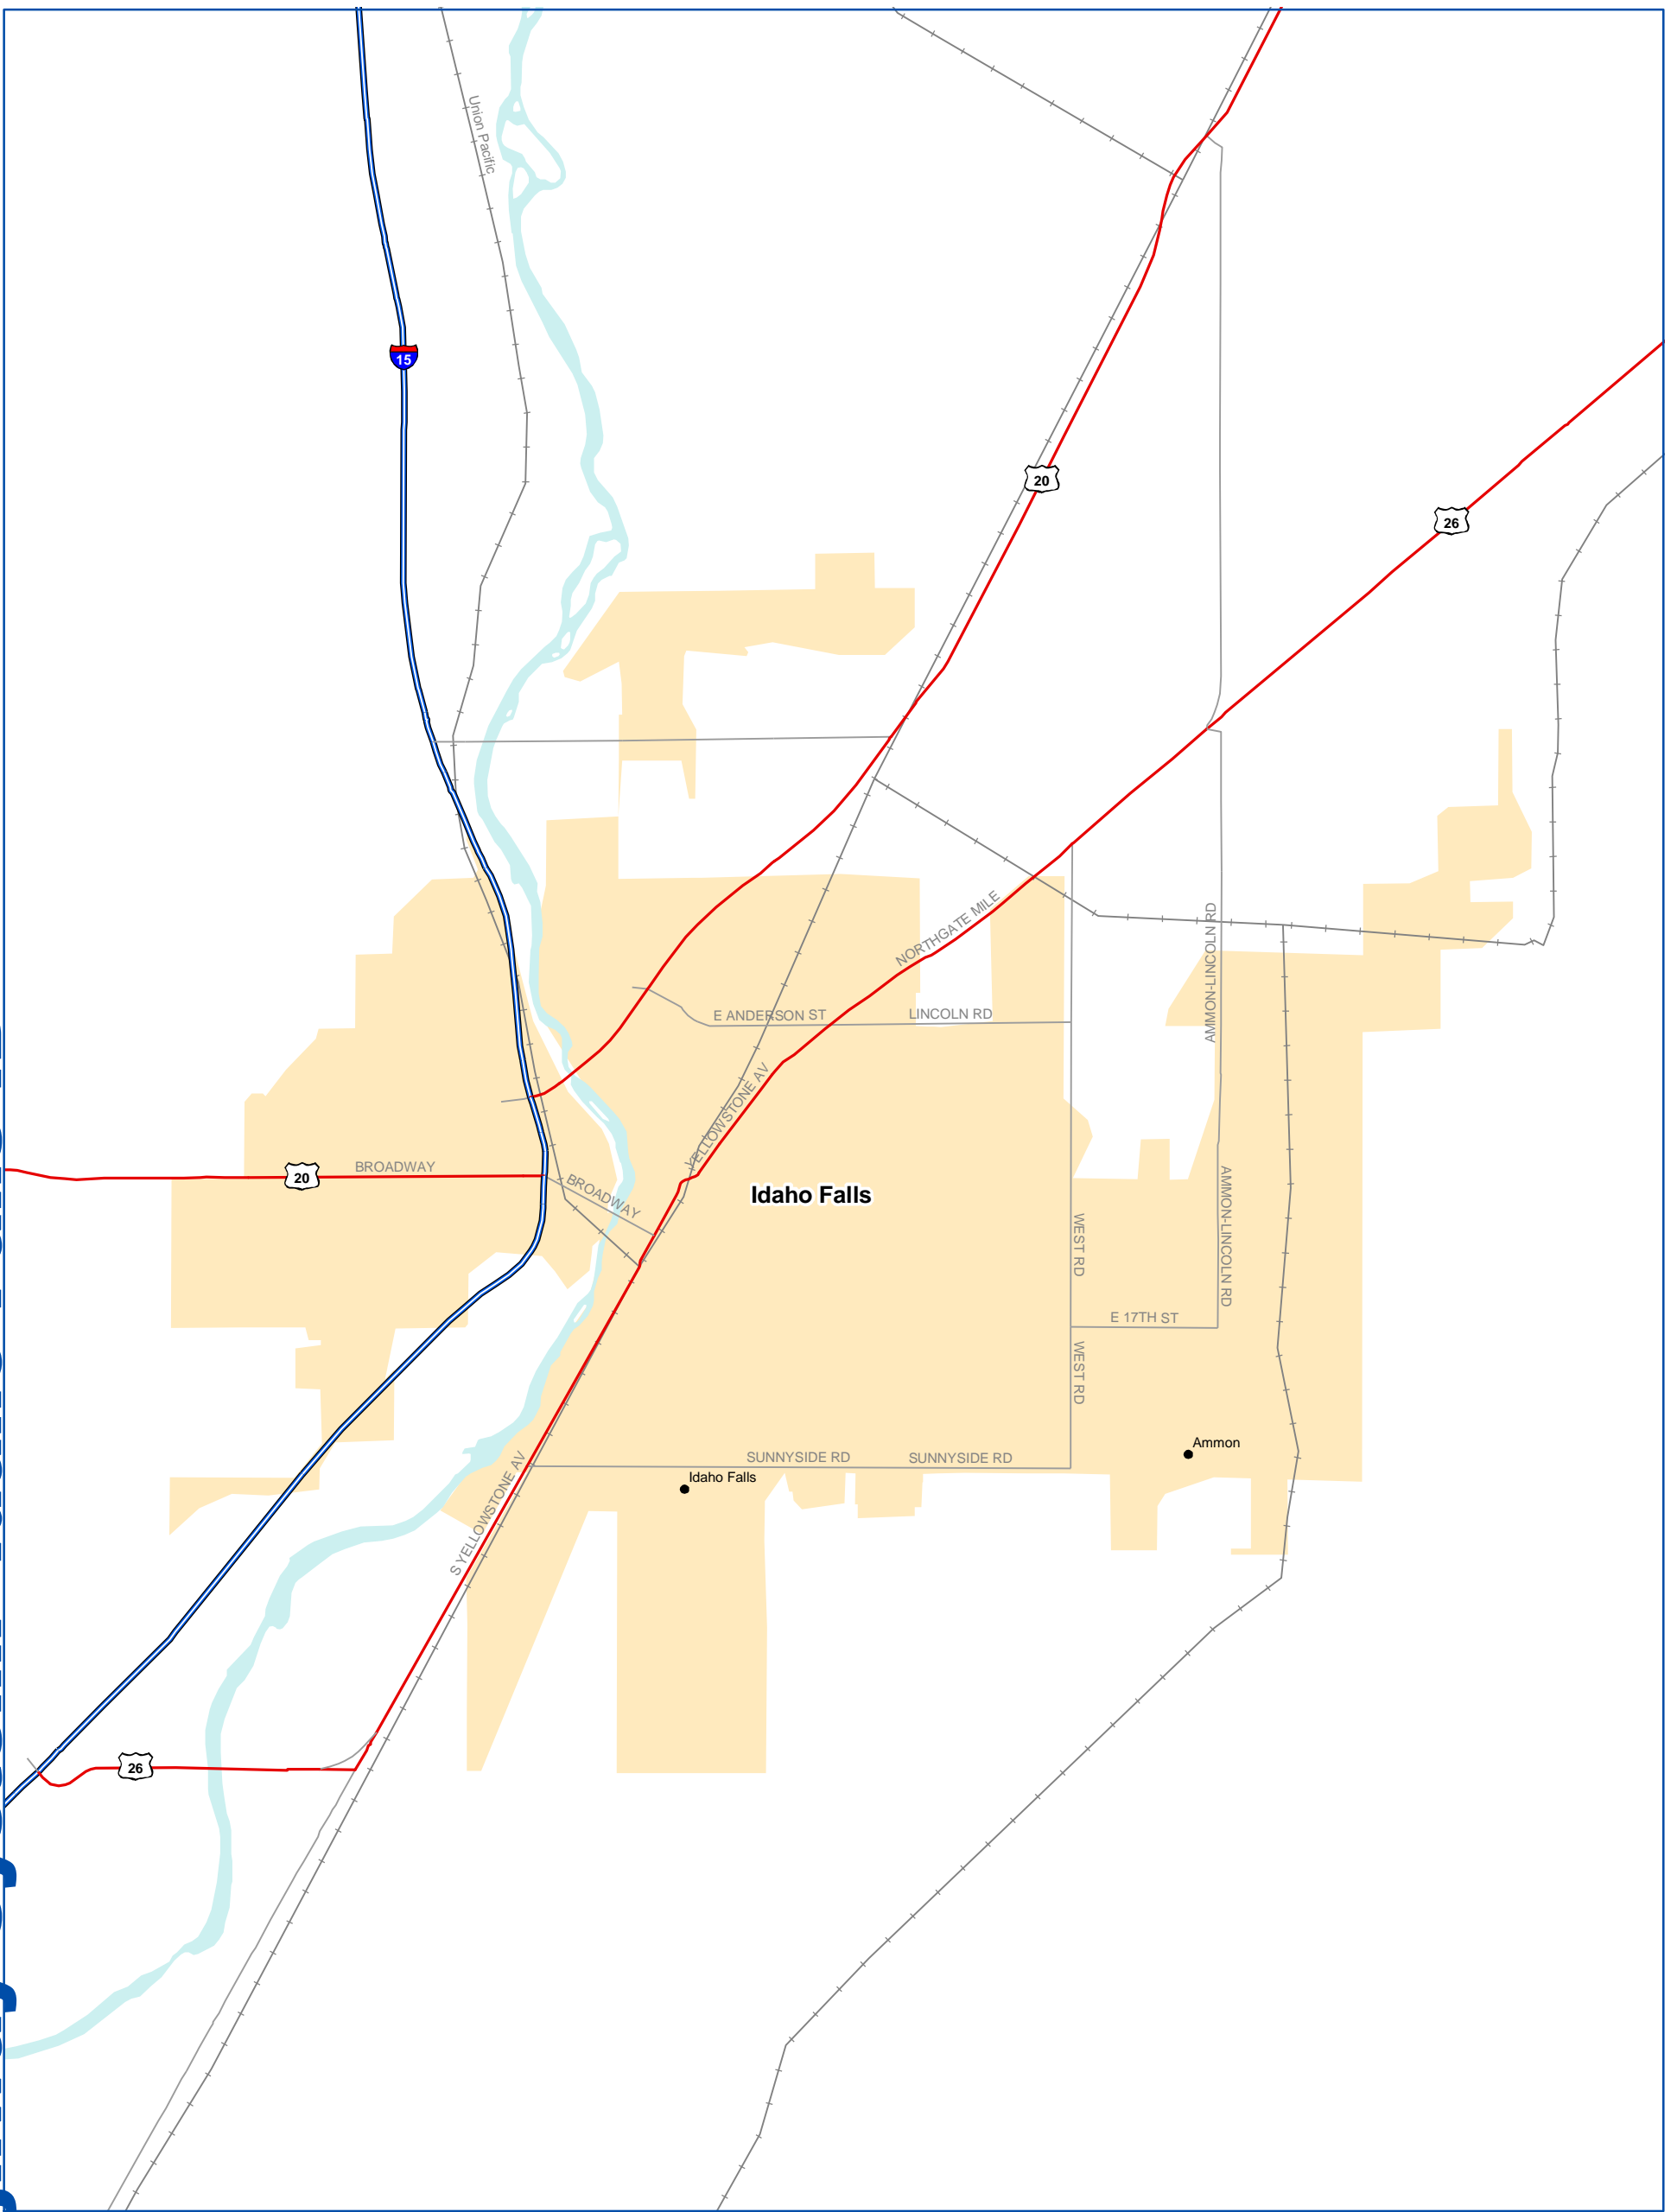 Union Pacific
15
20
26
NORTHGATE MILE
AMMON-LINCOLN RD
E ANDERSON ST
LINCOLN RD
YELLOWSTONE AV
BROADWAY
20
BROADWAY
Idaho Falls
AMMON-LINCOLN RD
WEST RD
E 17TH ST
WEST RD
Ammon
SUNNYSIDE RD
SUNNYSIDE RD
Idaho Falls
S YELLOWSTONE AV
26